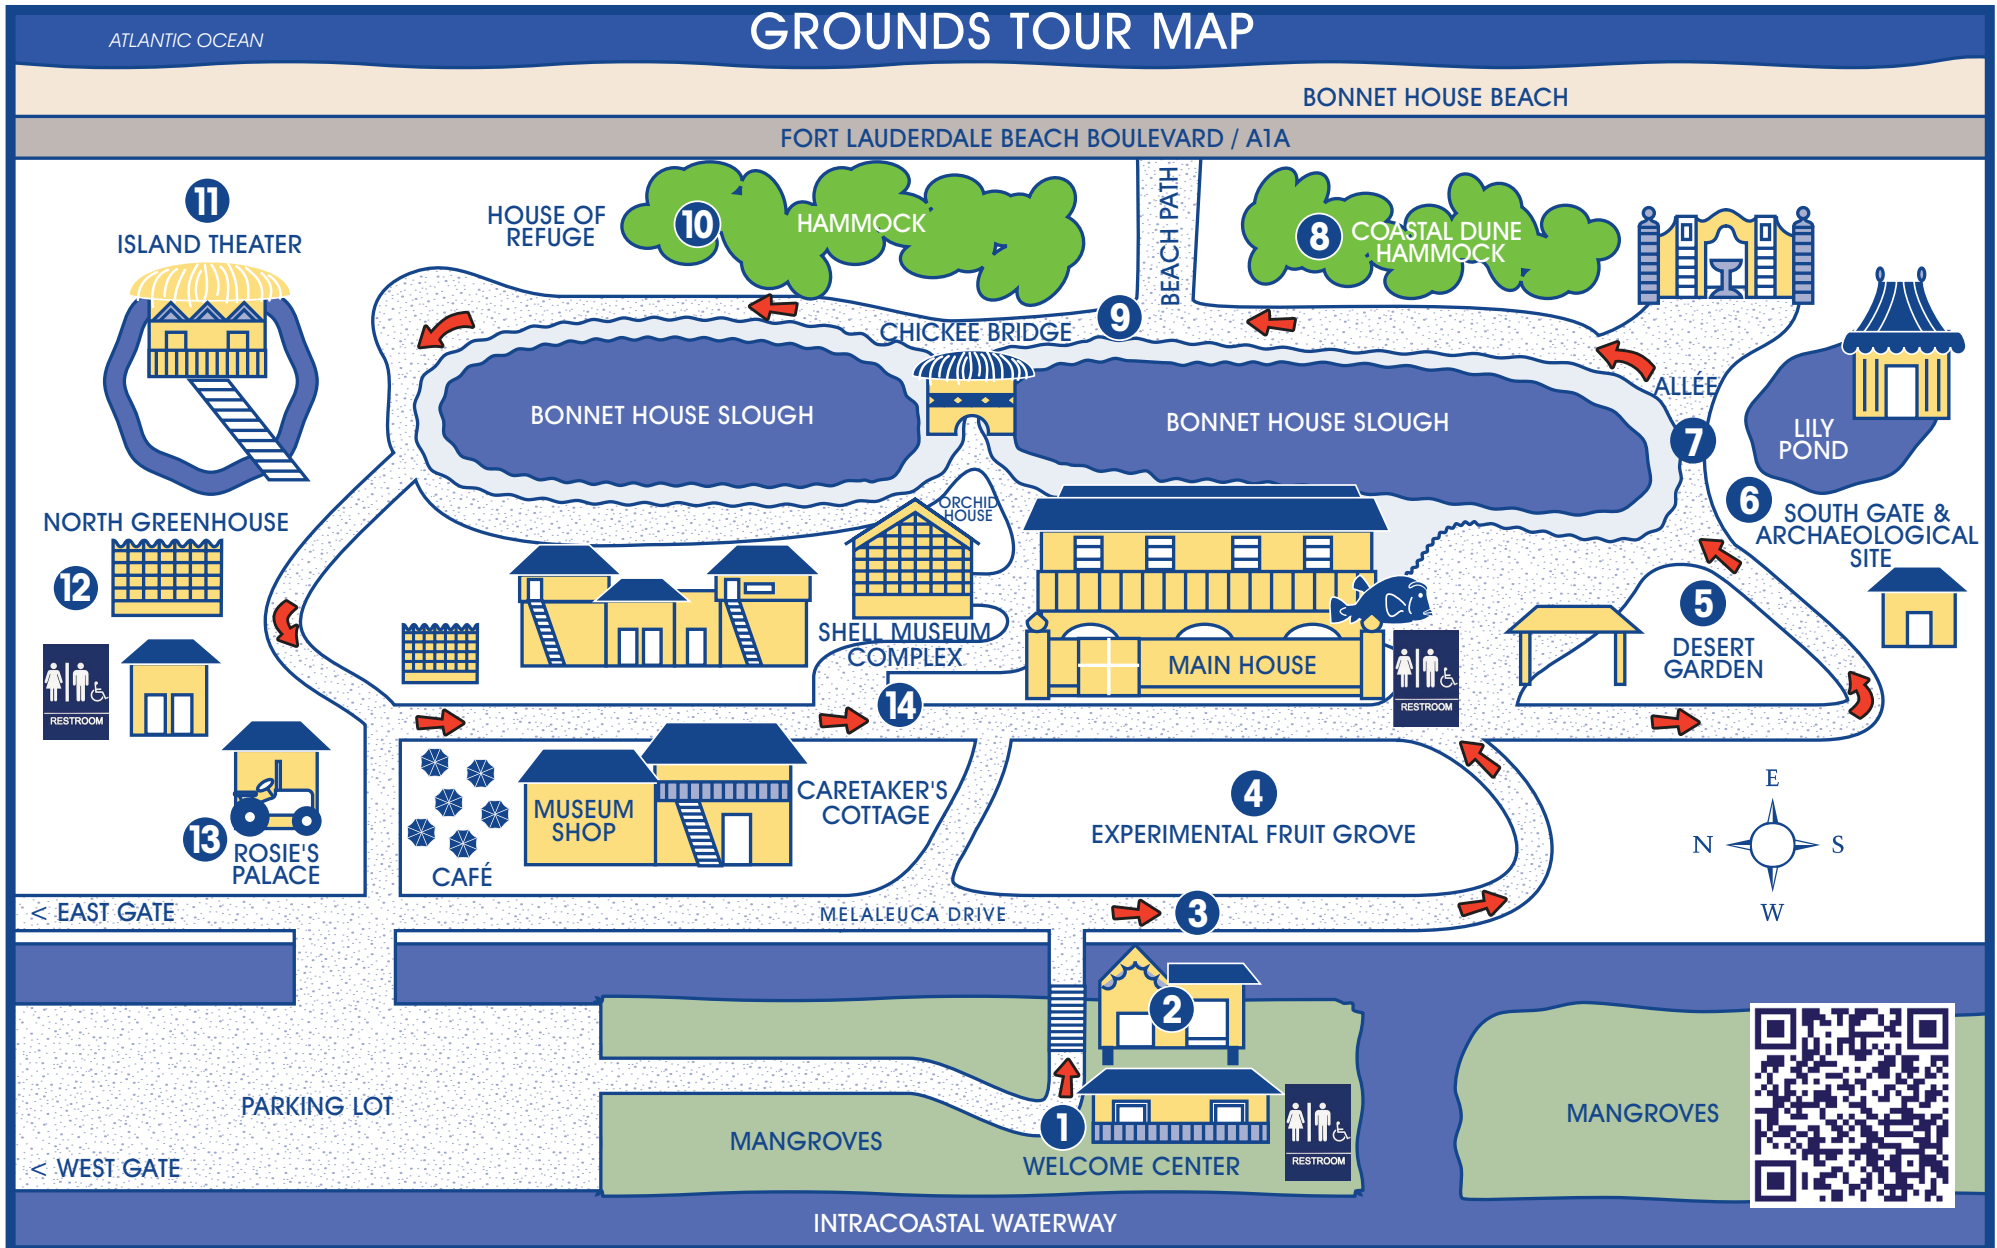 GROUNDS TOUR MAP
ATLANTIC OCEAN
BONNET HOUSE BEACH
FORT LAUDERDALE BEACH BOULEVARD / A1A
11
ISLAND THEATER
HOUSE OF
REFUGE
10
HAMMOCK
BEACH PATH
8
COASTAL DUNE
HAMMOCK
9
CHICKEE BRIDGE
ALLÉE
BONNET HOUSE SLOUGH
BONNET HOUSE SLOUGH
7
LILY
POND
6
SOUTH GATE &
ARCHAEOLOGICAL
SITE
ORCHID
HOUSE
NORTH GREENHOUSE
12
5
DESERT
GARDEN
SHELL MUSEUM
COMPLEX
MAIN HOUSE
RESTROOM
RESTROOM
14
13
ROSIE'S
PALACE
CAFÉ
MUSEUM
SHOP
CARETAKER'S
COTTAGE
4
EXPERIMENTAL FRUIT GROVE
E
N
S
W
< EAST GATE
MELALEUCA DRIVE
3
2
PARKING LOT
1
WELCOME CENTER
RESTROOM
MANGROVES
MANGROVES
< WEST GATE
INTRACOASTAL WATERWAY